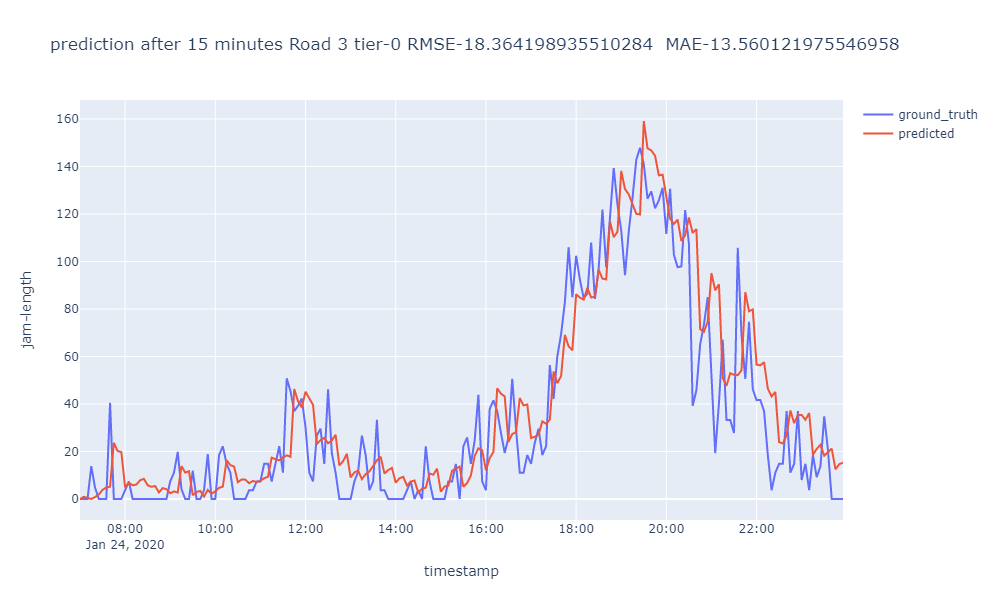 prediction after 15 minutes Road 3 tier-0 RMSE-18.364198935510284  MAE-13.560121975546958
ground_truth
predicted
160
140
120
100
80
60
40
20
0
jam-length
08:00 10:00 12:00 14:00 16:00 18:00 20:00 22:00
Jan 24, 2020
timestamp